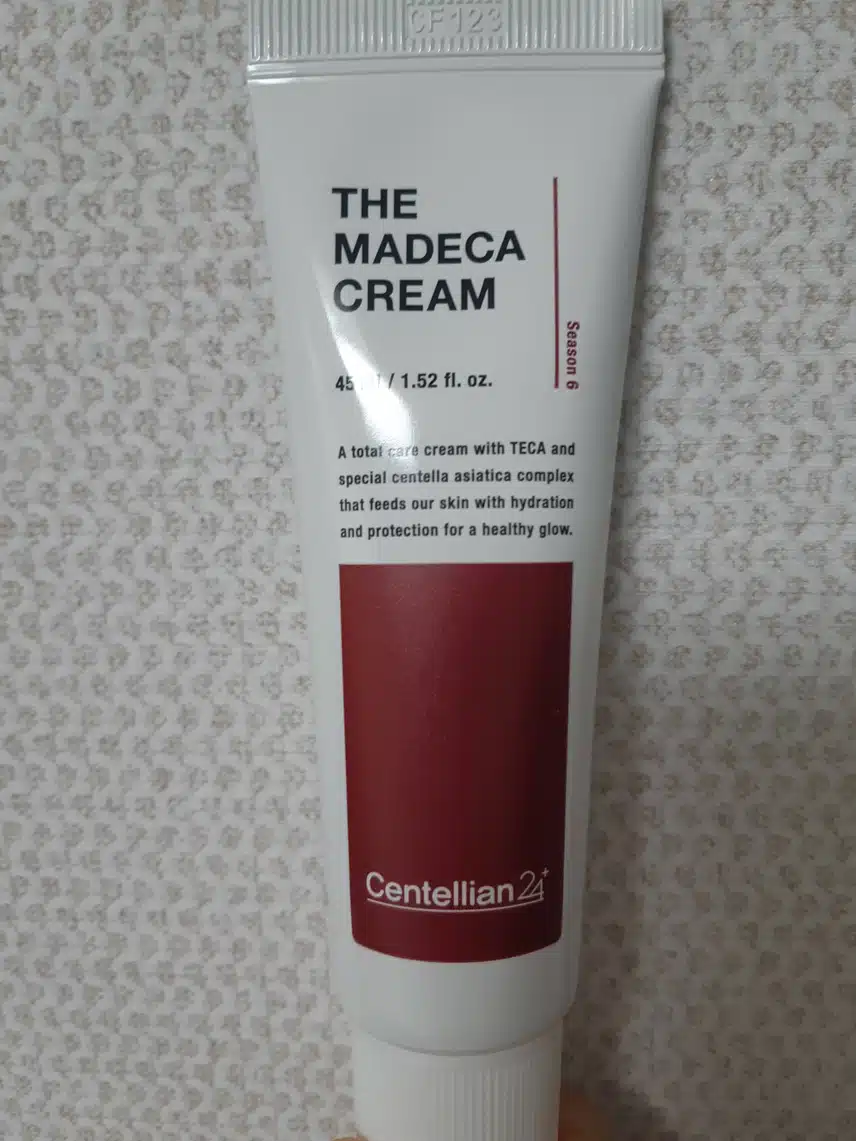 CF123
THE
MADECA
CREAM
Season 6
45 / 1.52 fl. oz.
A total care cream with TECA and
special centella asiatica complex
that feeds our skin with hydration
and protection for a healthy glow.
Centellian24+